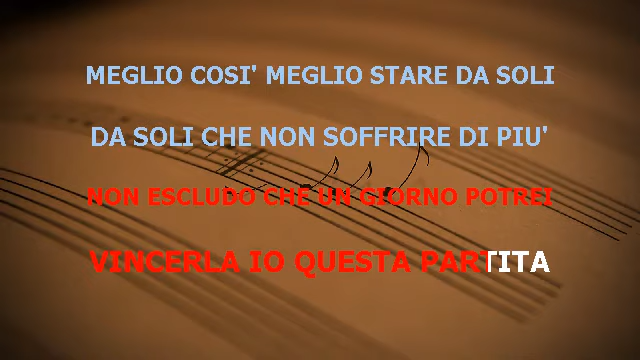 MEGLIO COSI' MEGLIO STARE DA SOLI
DA SOLI CHE NON SOFFRIRE DI PIU'
NON ESCLUDO CHE UN GIORNO POTREI
VINCERLA IO QUESTA PARTITA